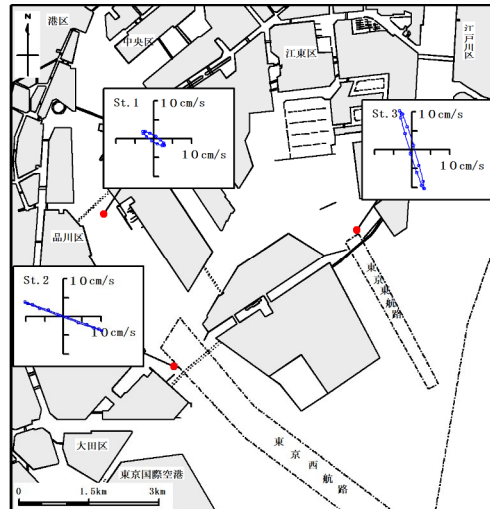 N
港区
中央区
江東区
江戸川区
St.1
10cm/s
10cm/s
St.3
10cm/s
10cm/s
品川区
St.2
10cm/s
10cm/s
東京東航路
大田区
東京西航路
東京国際空港
0
1.5km
3km